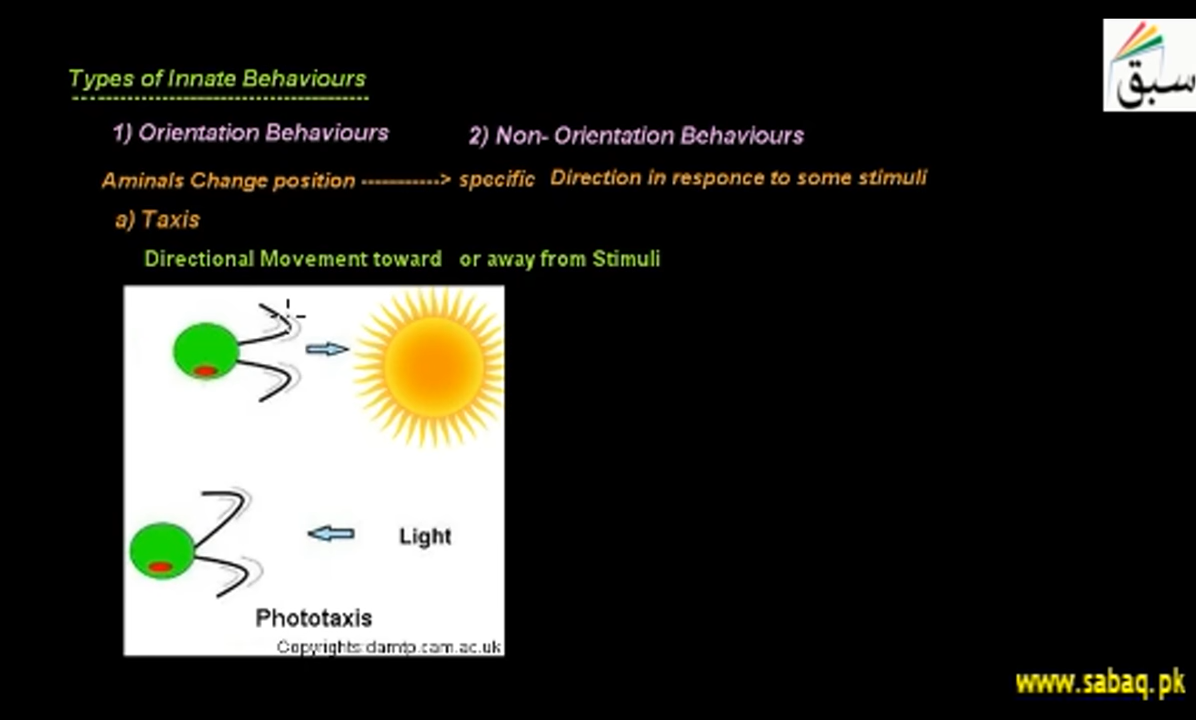 سبق
Types of Innate Behaviours
1) Orientation Behaviours 2) Non- Orientation Behaviours
Aminals Change position ------------> specific Direction in responce to some stimuli
a) Taxis
Directional Movement toward or away from Stimuli
Light
Phototaxis
Copyrights:damtp.cam.ac.uk
www.sabaq.pk